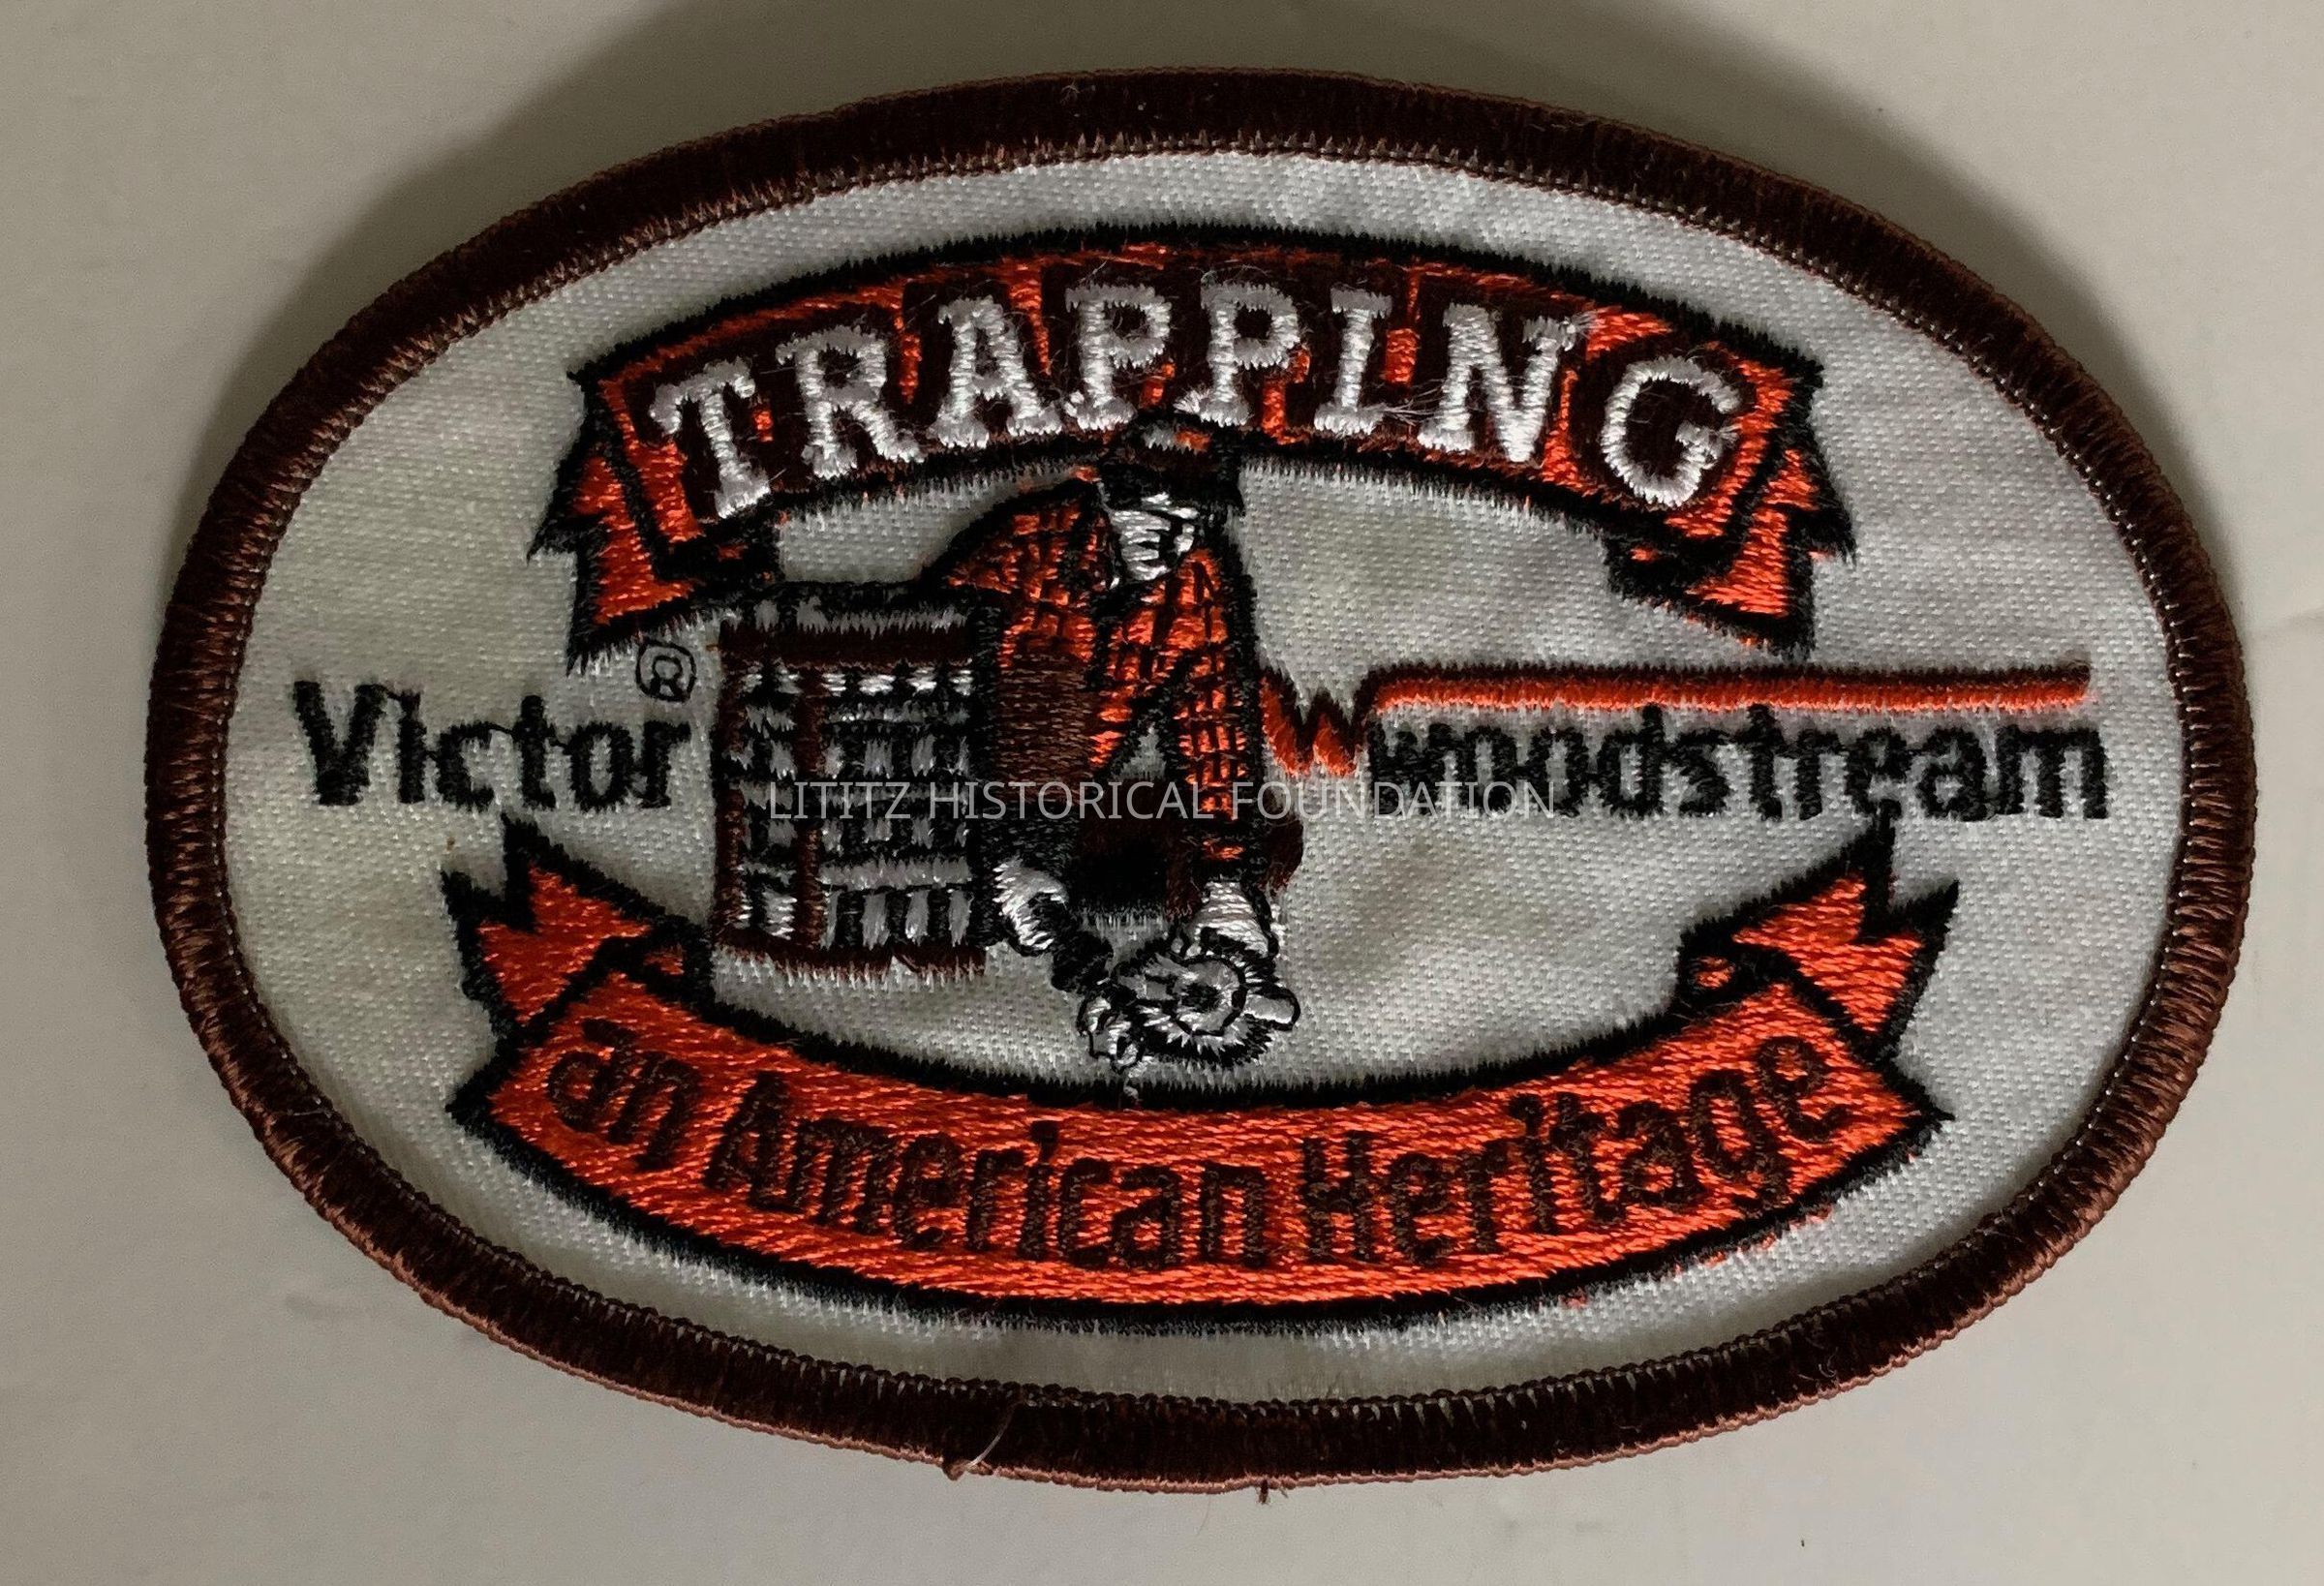 TRAPPING
Victor®
woodstream
LITITZ HISTORICAL FOUNDATION
an American Heritage